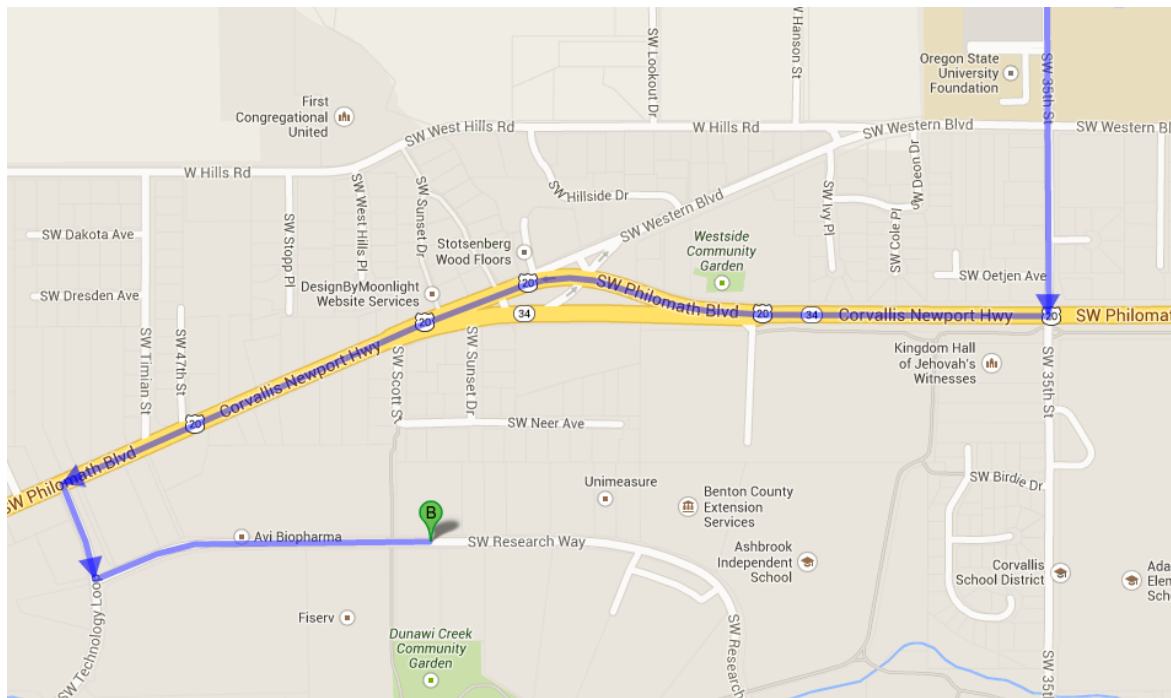 SW Hanson St
SW Lookout Dr
Oregon State
University
Foundation
SW 35th St
First
Congregational
United
SW West Hills Rd
W Hills Rd
SW Western Blvd
SW Western Bl
W Hills Rd
SW Deon Dr
SW Hillside Dr
SW Ivy Pl
SW Cole Pl
SW Stopp Pl
SW West Hills Pl
SW Sunset Dr
SW Western Blvd
SW Dakota Ave
Stotsenberg
Wood Floors
Westside
Community
Garden
SW Oetjen Ave
SW Dresden Ave
DesignByMoonlight
Website Services
20
SW Philomath Blvd
20
34
Corvallis Newport Hwy
20
SW Philomat
34
20
SW Timian St
SW 47th St
Corvallis Newport Hwy
SW Scott St
SW Sunset Dr
Kingdom Hall
of Jehovah's
Witnesses
SW 35th St
20
SW Neer Ave
SW Philomath Blvd
SW Birdie Dr
Unimeasure
Benton County
Extension
Services
B
Avi Biopharma
SW Research Way
Ashbrook
Independent
School
Corvallis
School District
Ada
Elem
Scho
SW Technology Loop
Fiserv
SW Research
Dunawi Creek
Community
Garden
SW 35th